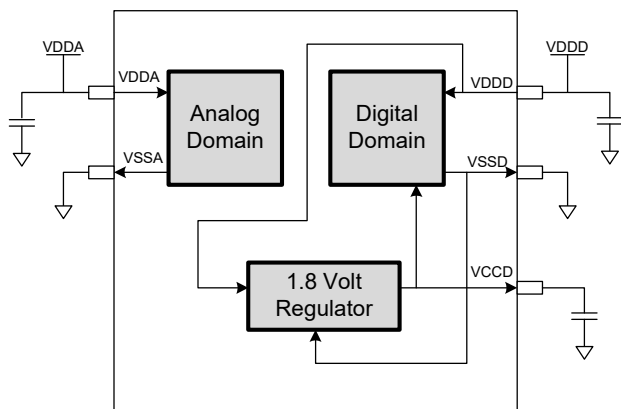 VDDA
VDDD
VDDA
Analog
Domain
Digital
Domain
VDDD
VSSA
VSSD
1.8 Volt
Regulator
VCCD